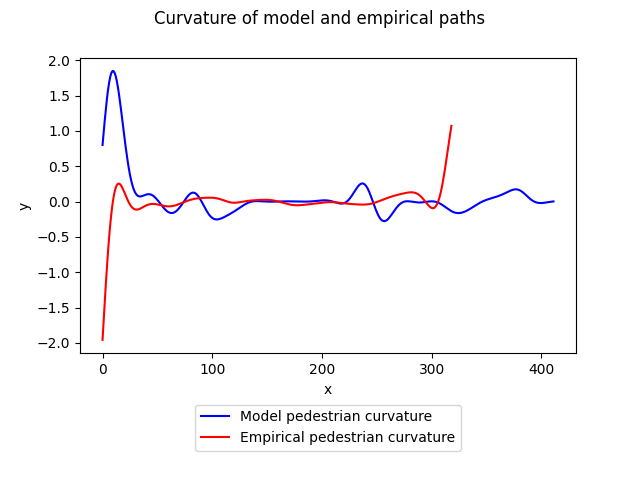 Curvature of model and empirical paths
2.0
1.5
1.0
0.5
0.0
−0.5
−1.0
−1.5
−2.0
y
0 100 200 300 400
x
Model pedestrian curvature
Empirical pedestrian curvature